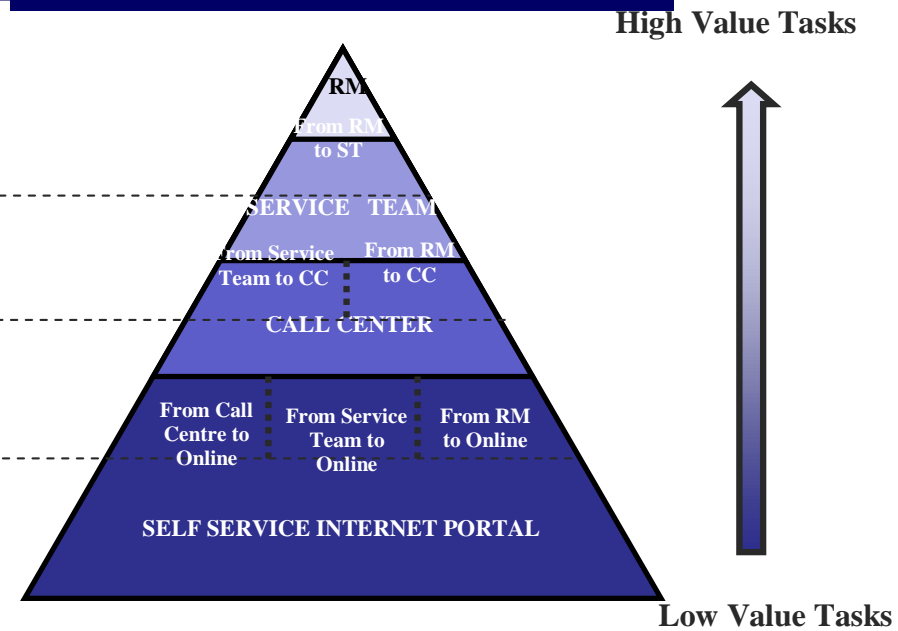 High Value Tasks
RM
From RM
to ST
SERVICE TEAM
From Service
Team to CC
From RM
to CC
CALL CENTER
From Call
Centre to
Online
From Service
Team to
Online
From RM
to Online
SELF SERVICE INTERNET PORTAL
Low Value Tasks